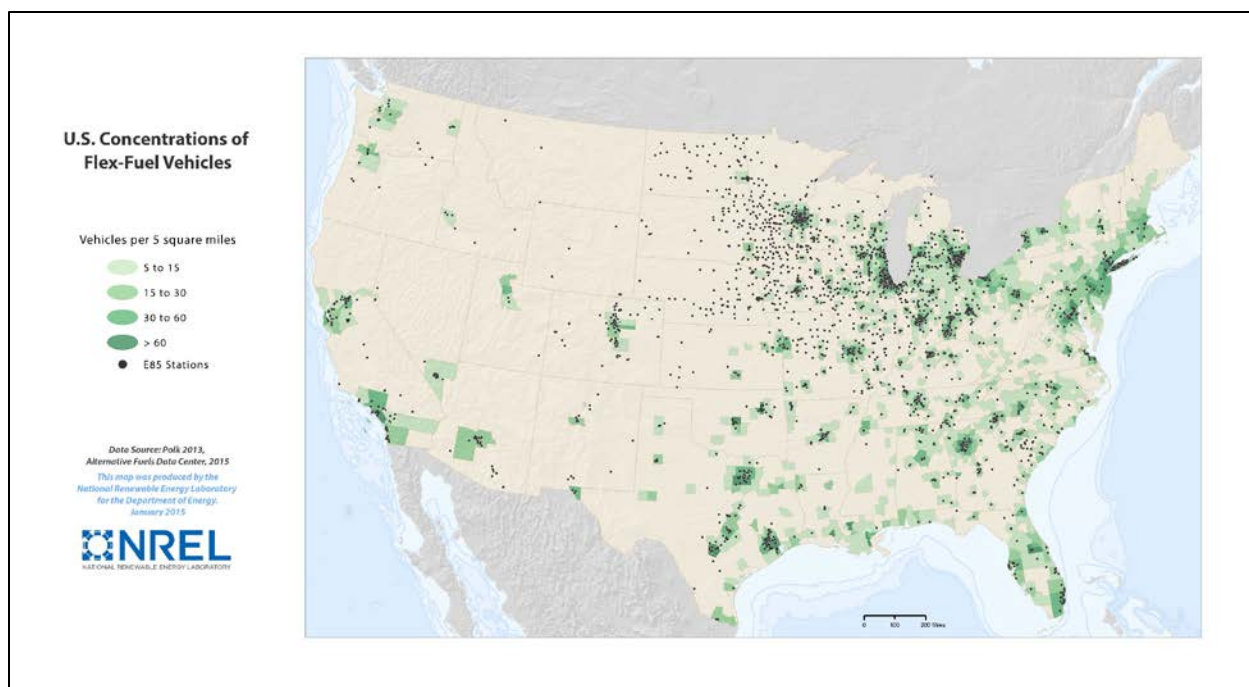 U.S. Concentrations of
Flex-Fuel Vehicles
Vehicles per 5 square miles
5 to 15
15 to 30
30 to 60
> 60
E85 Stations
Data Source: Polk 2013,
Alternative Fuels Data Center, 2015
This map was produced by the
National Renewable Energy Laboratory
for the Department of Energy.
January 2015
NREL
NATIONAL RENEWABLE ENERGY LABORATORY
0 100 200 Miles